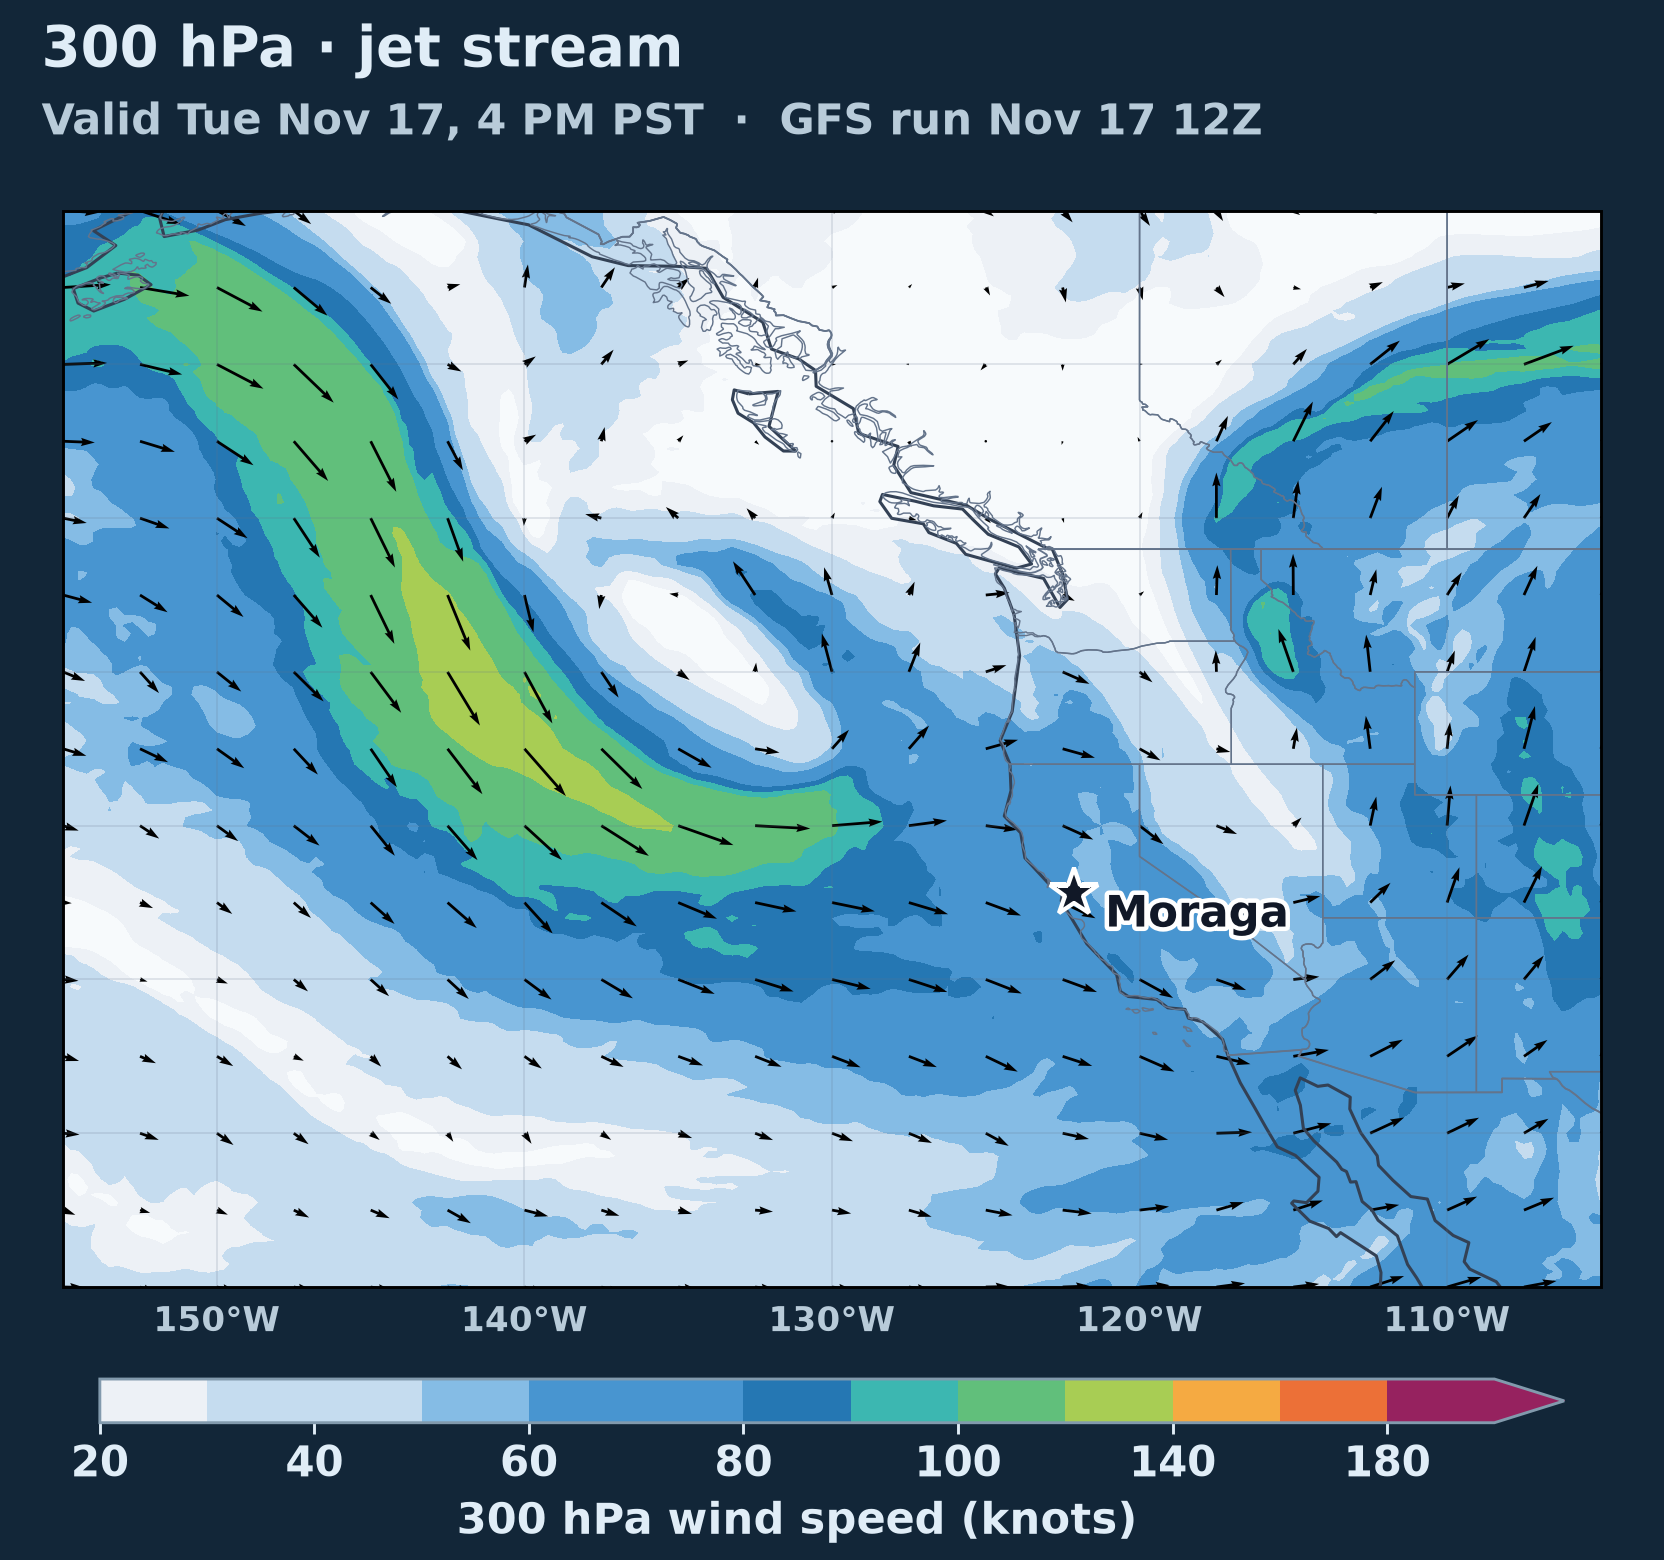 300 hPa · jet stream
Valid Tue Nov 17, 4 PM PST · GFS run Nov 17 12Z
Moraga
150°W 140°W 130°W 120°W 110°W
20 40 60 80 100 140 180
300 hPa wind speed (knots)